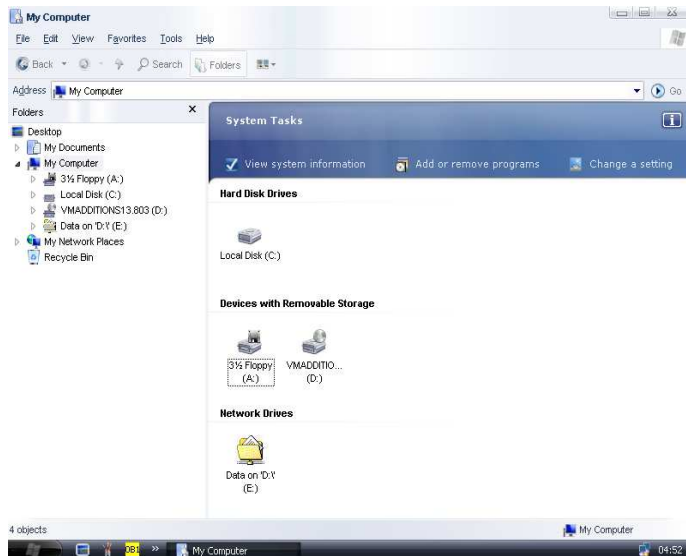 My Computer
File Edit View Favorites Tools Help
Back Search Folders
Address My Computer Go
Folders x
Desktop
My Documents
My Computer
3½ Floppy (A:)
Local Disk (C:)
VMADDITIONS13.803 (D:)
Data on 'D:\' (E:)
My Network Places
Recycle Bin
System Tasks
View system information Add or remove programs Change a setting
Hard Disk Drives
Local Disk (C:)
Devices with Removable Storage
3½ Floppy (A:)
VMADDITIO... (D:)
Network Drives
Data on 'D:\'
(E:)
4 objects My Computer
DB1 » My Computer 04:52